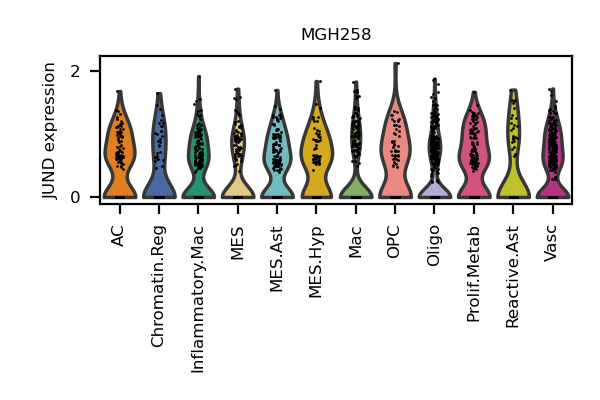 MGH258
JUND expression
2
0
AC
Chromatin.Reg
Inflammatory.Mac
MES
MES.Ast
MES.Hyp
Mac
OPC
Oligo
Prolif.Metab
Reactive.Ast
Vasc